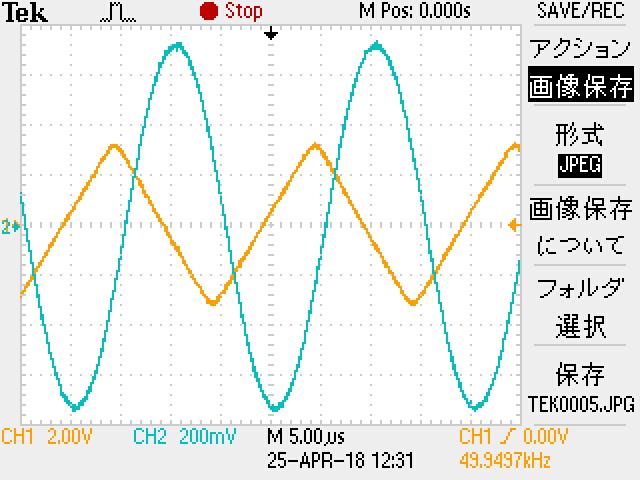 Tek Stop M Pos: 0.000s SAVE/REC
アクション
画像保存
形式
JPEG
画像保存
について
フォルダ
選択
保存
TEK0005.JPG
2
CH1 2.00V CH2 200mV M 5.00µs CH1 0.00V
25-APR-18 12:31 49.9497kHz